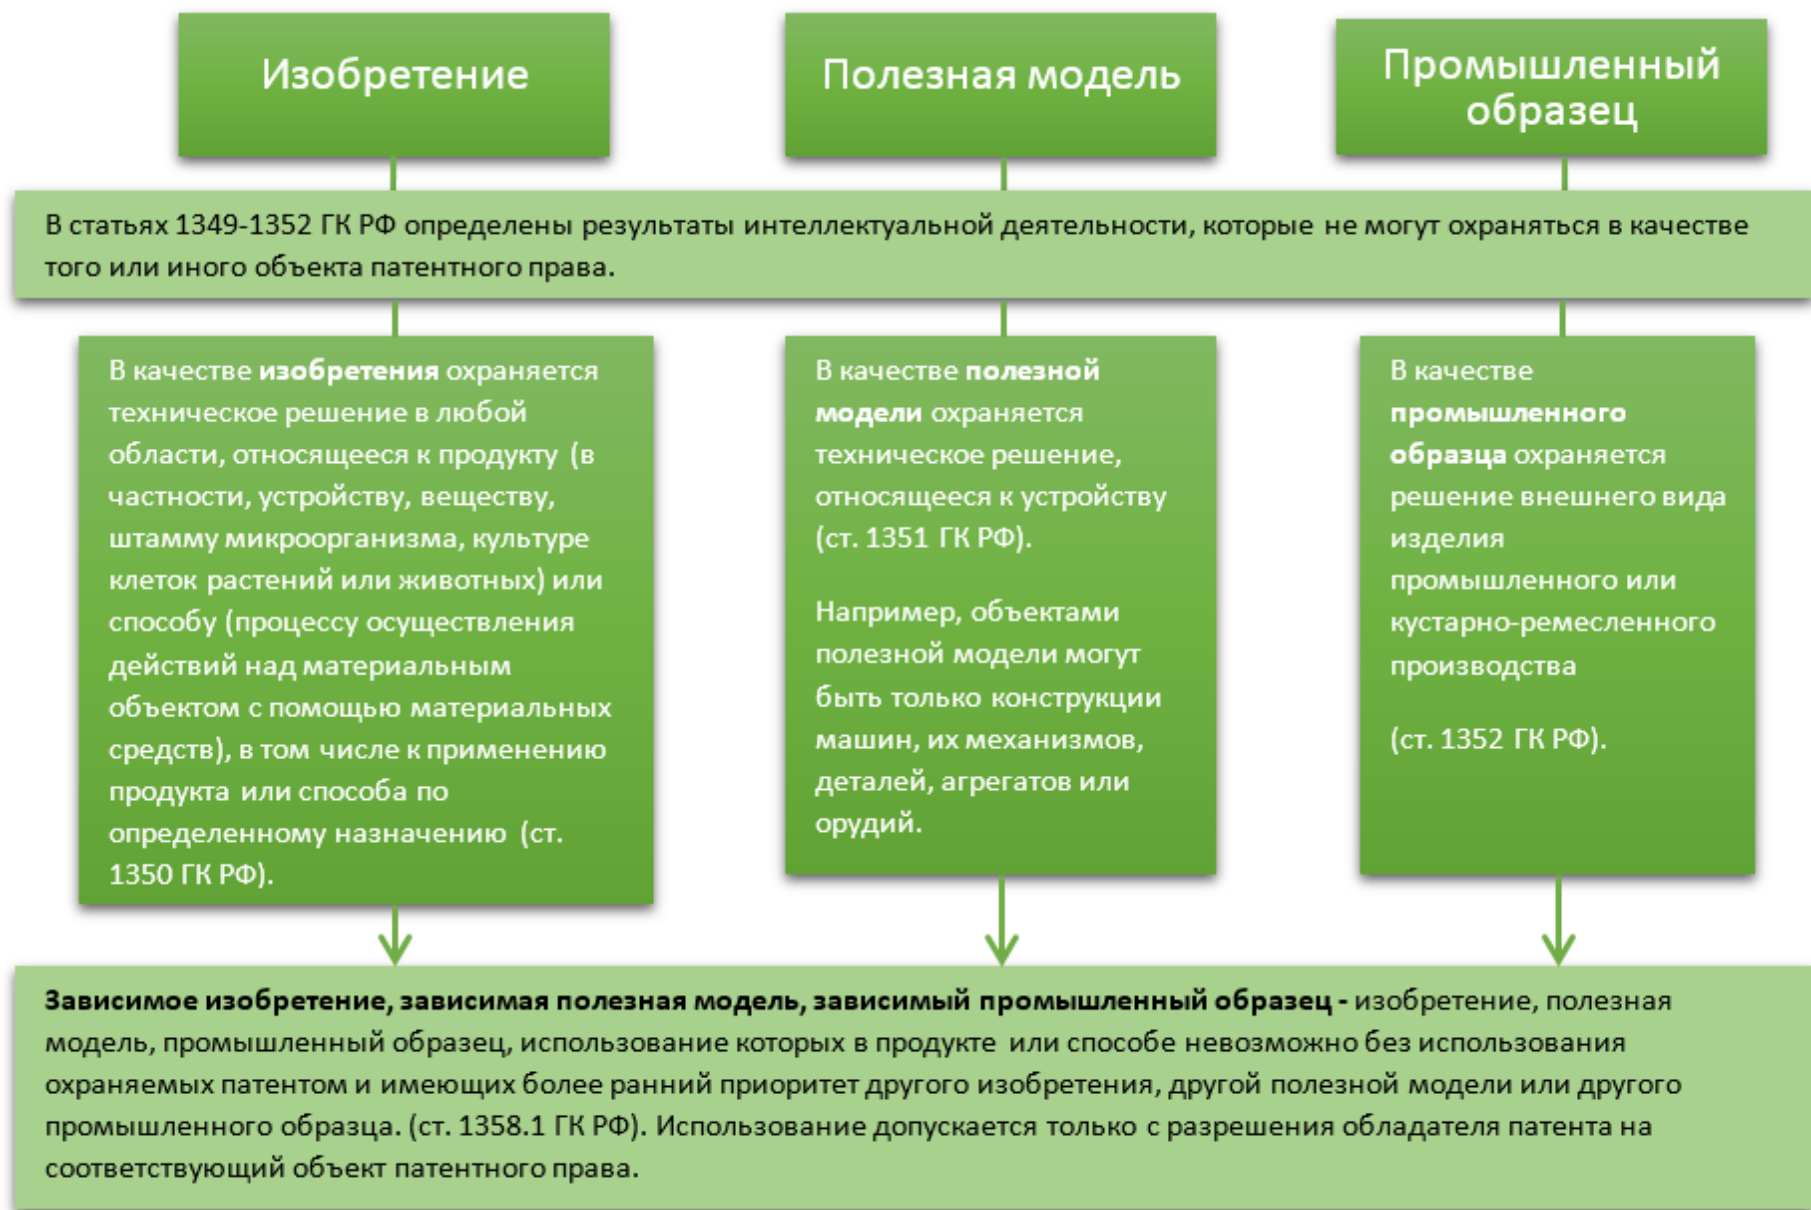 Изобретение
Полезная модель
Промышленный
образец
В статьях 1349-1352 ГК РФ определены результаты интеллектуальной деятельности, которые не могут охраняться в качестве
того или иного объекта патентного права.
В качестве изобретения охраняется
техническое решение в любой
области, относящееся к продукту (в
частности, устройству, веществу,
штамму микроорганизма, культуре
клеток растений или животных) или
способу (процессу осуществления
действий над материальным
объектом с помощью материальных
средств), в том числе к применению
продукта или способа по
определенному назначению (ст.
1350 ГК РФ).
В качестве полезной
модели охраняется
техническое решение,
относящееся к устройству
(ст. 1351 ГК РФ).
Например, объектами
полезной модели могут
быть только конструкции
машин, их механизмов,
деталей, агрегатов или
орудий.
В качестве
промышленного
образца охраняется
решение внешнего вида
изделия
промышленного или
кустарно-ремесленного
производства
(ст. 1352 ГК РФ).
Зависимое изобретение, зависимая полезная модель, зависимый промышленный образец - изобретение, полезная
модель, промышленный образец, использование которых в продукте или способе невозможно без использования
охраняемых патентом и имеющих более ранний приоритет другого изобретения, другой полезной модели или другого
промышленного образца. (ст. 1358.1 ГК РФ). Использование допускается только с разрешения обладателя патента на
соответствующий объект патентного права.